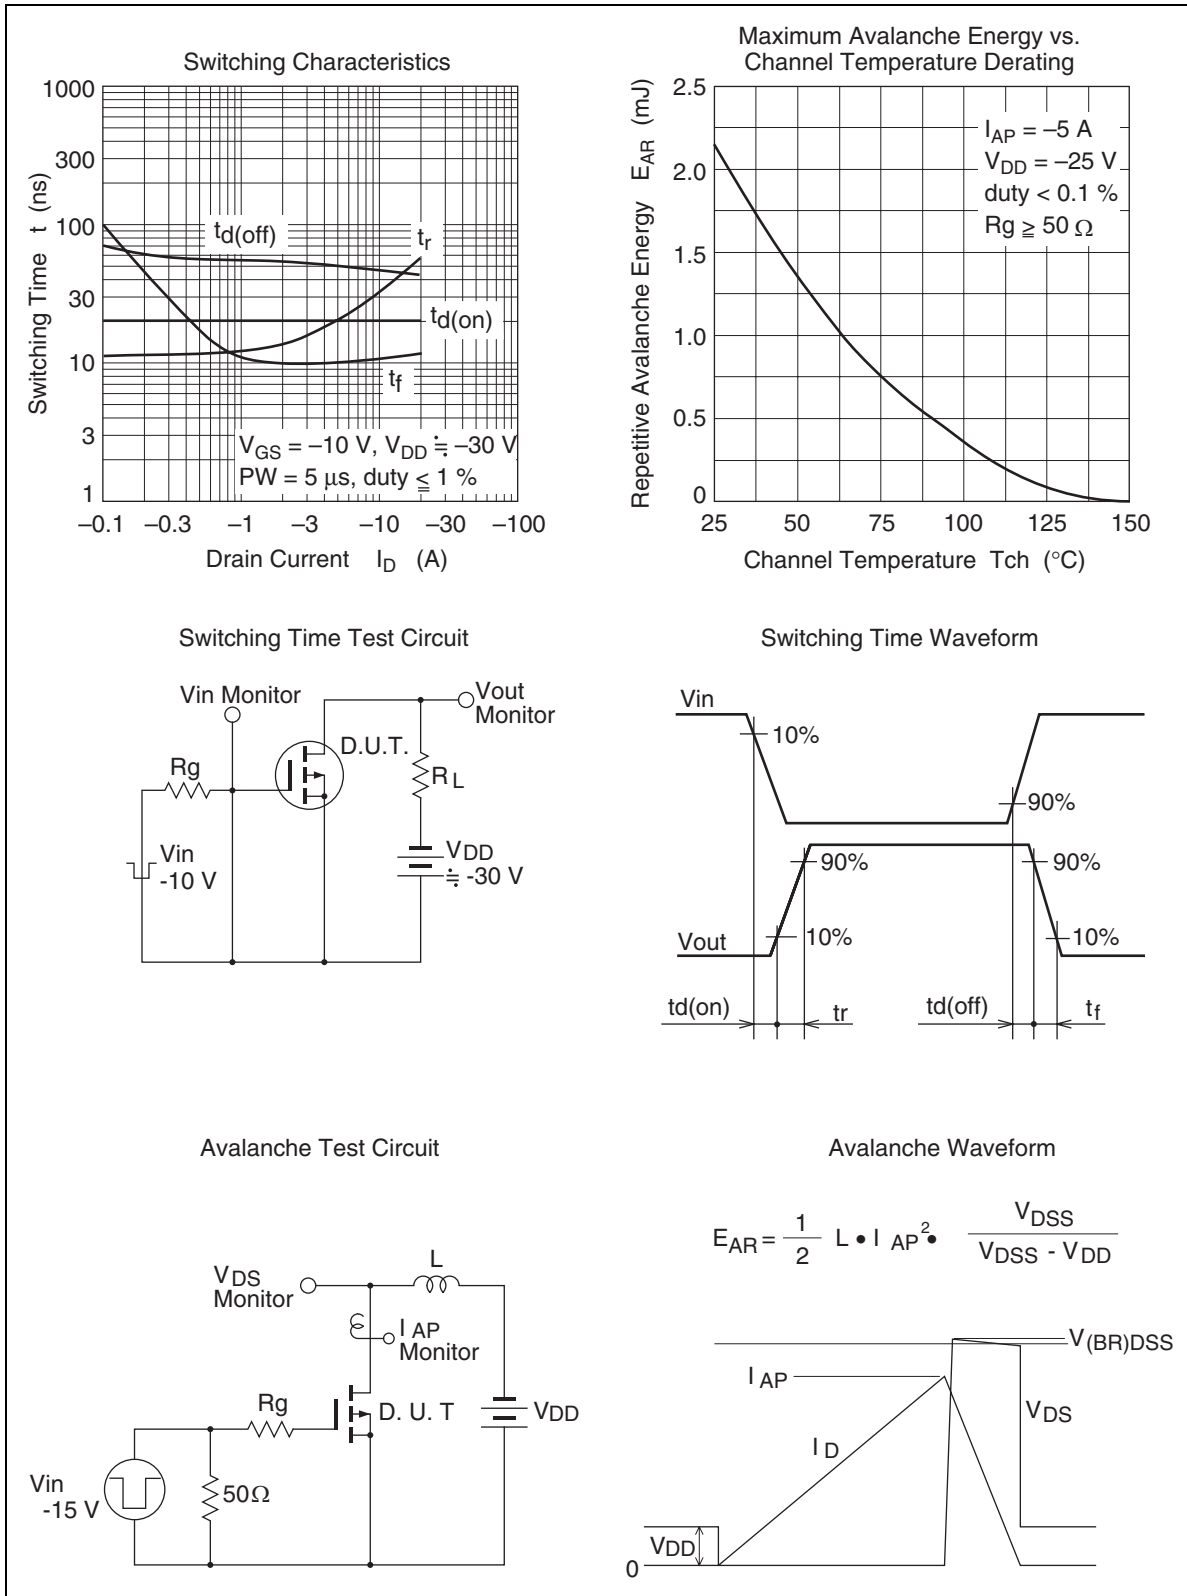 Switching Characteristics
1000
300
100
30
10
3
1
Switching Time t (ns)
td(off)
tr
td(on)
tf
VGS = –10 V, VDD ≒ –30 V
PW = 5 µs, duty ≦ 1 %
–0.1 –0.3 –1 –3 –10 –30 –100
Drain Current ID (A)
Maximum Avalanche Energy vs.
Channel Temperature Derating
Repetitive Avalanche Energy EAR (mJ)
2.5
2.0
1.5
1.0
0.5
0
IAP = –5 A
VDD = –25 V
duty < 0.1 %
Rg ≧ 50 Ω
25 50 75 100 125 150
Channel Temperature Tch (°C)
Switching Time Test Circuit
Vin Monitor
Vout
Monitor
D.U.T.
Rg
RL
Vin
-10 V
VDD
≒ -30 V
Switching Time Waveform
Vin
10%
90%
90%
90%
Vout
10%
10%
td(on)
tr
td(off)
tf
Avalanche Test Circuit
VDS
Monitor
L
IAP
Monitor
Rg
D. U. T
VDD
Vin
-15 V
50Ω
Avalanche Waveform
EAR = 1/2 L • IAP² • VDSS / (VDSS - VDD)
V(BR)DSS
IAP
VDS
ID
VDD
0